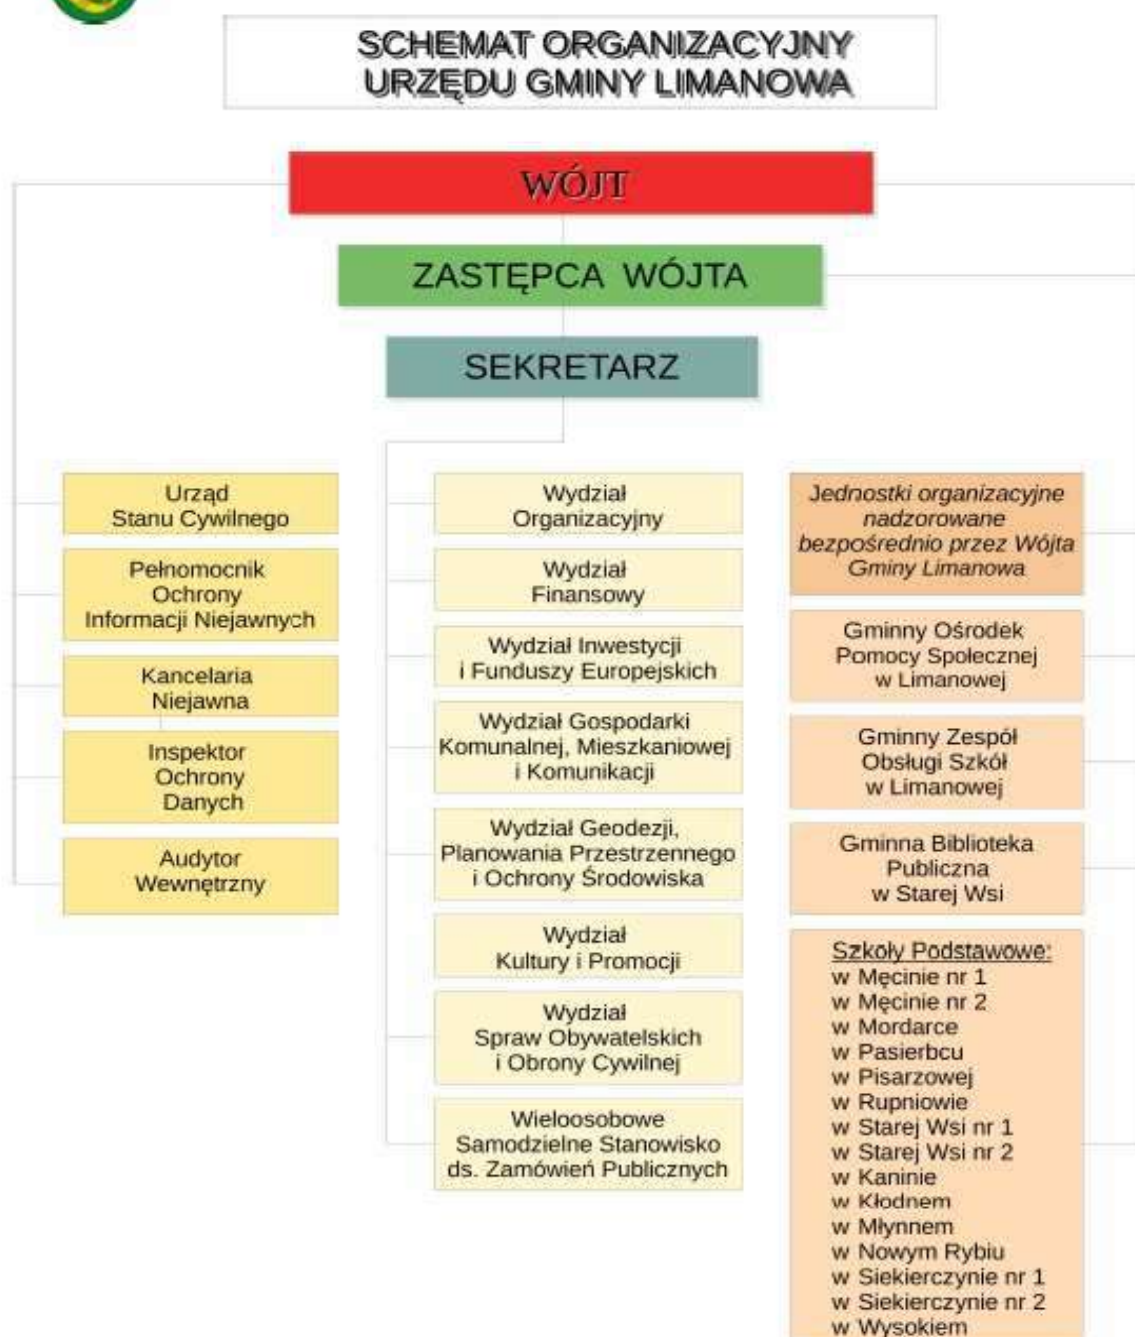 SCHEMAT ORGANIZACYJNY
URZĘDU GMINY LIMANOWA
WÓJT
ZASTĘPCA WÓJTA
SEKRETARZ
Urząd
Stanu Cywilnego
Pełnomocnik
Ochrony
Informacji Niejawnych
Kancelaria
Niejawna
Inspektor
Ochrony
Danych
Audytor
Wewnętrzny
Wydział
Organizacyjny
Wydział
Finansowy
Wydział Inwestycji
i Funduszy Europejskich
Wydział Gospodarki
Komunalnej, Mieszkaniowej
i Komunikacji
Wydział Geodezji,
Planowania Przestrzennego
i Ochrony Środowiska
Wydział
Kultury i Promocji
Wydział
Spraw Obywatelskich
i Obrony Cywilnej
Wieloosobowe
Samodzielne Stanowisko
ds. Zamówień Publicznych
Jednostki organizacyjne
nadzorowane
bezpośrednio przez Wójta
Gminy Limanowa
Gminny Ośrodek
Pomocy Społecznej
w Limanowej
Gminny Zespół
Obsługi Szkół
w Limanowej
Gminna Biblioteka
Publiczna
w Starej Wsi
Szkoły Podstawowe:
w Męcinie nr 1
w Męcinie nr 2
w Mordarce
w Pasierbcu
w Pisarzowej
w Rupniowie
w Starej Wsi nr 1
w Starej Wsi nr 2
w Kaninie
w Kłodnem
w Młynnem
w Nowym Rybiu
w Siekierczynie nr 1
w Siekierczynie nr 2
w Wysokiem